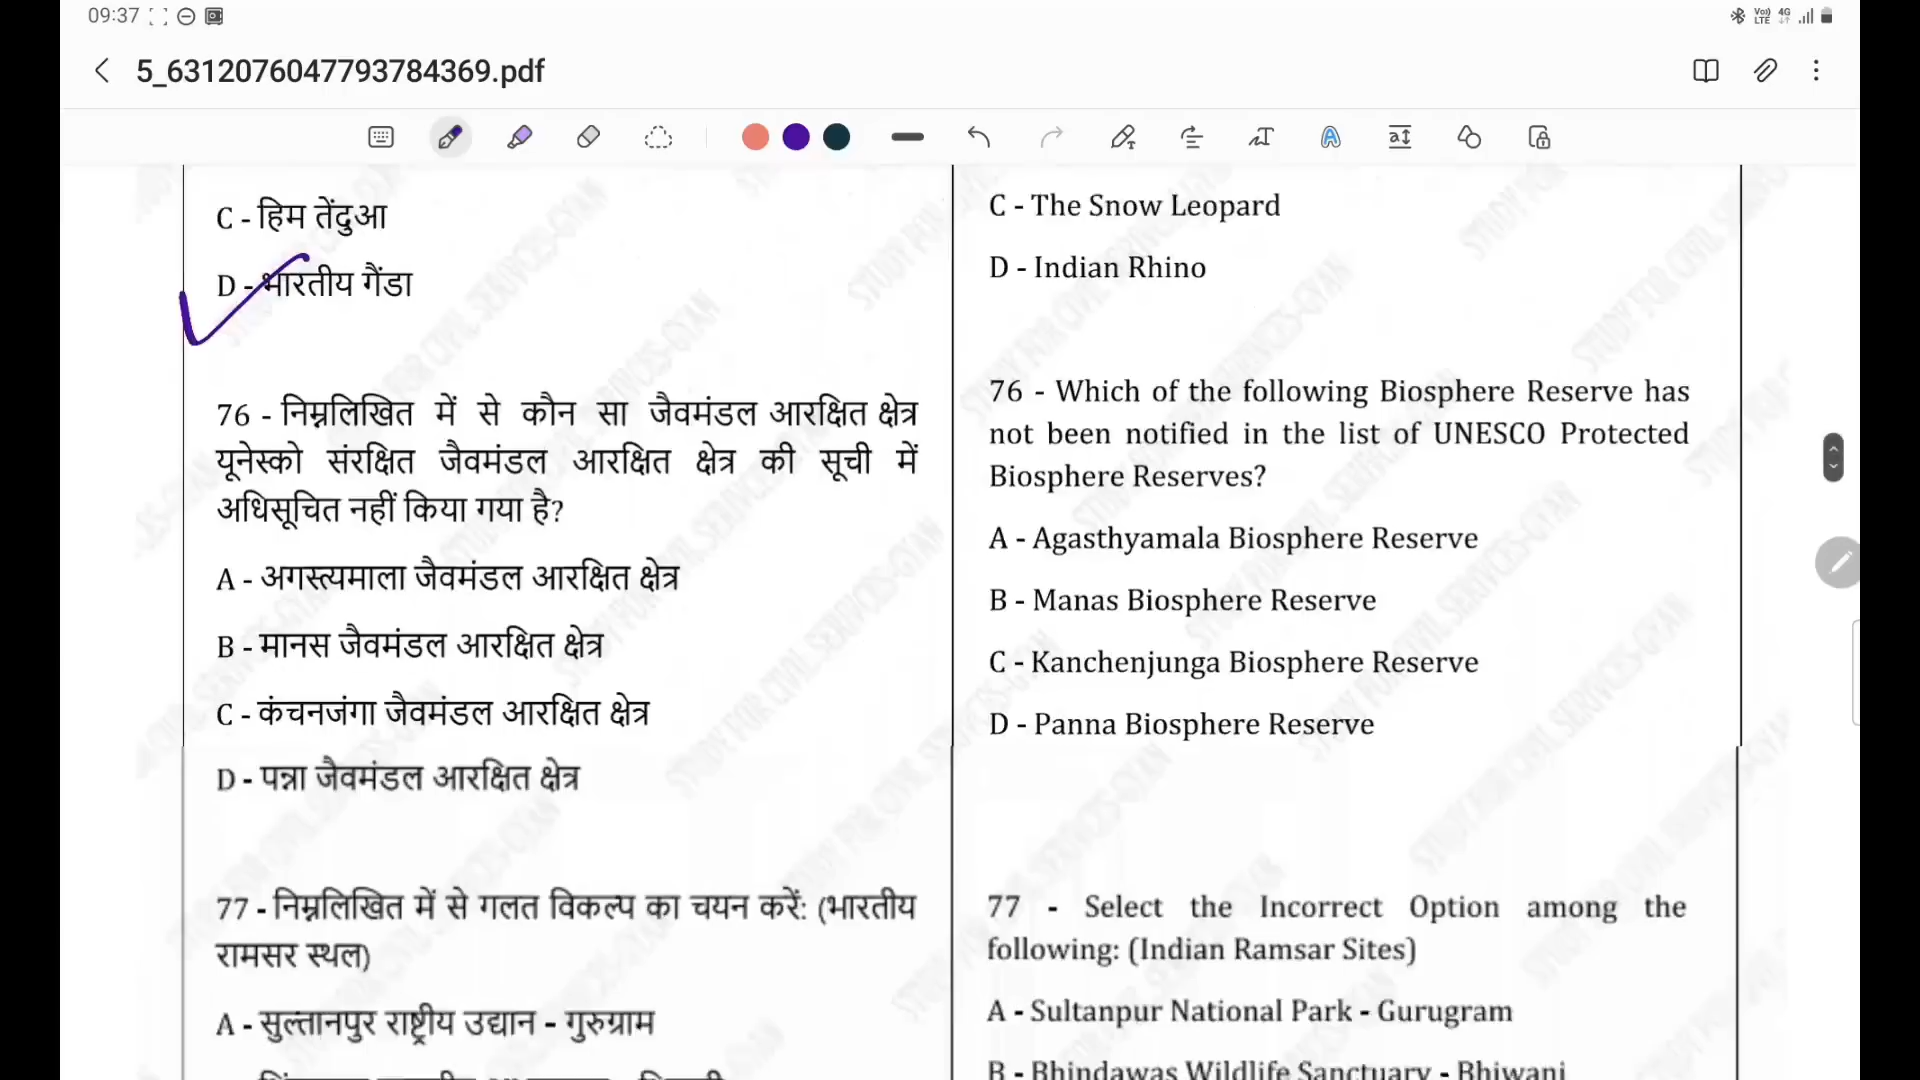 09:37
Vo)) LTE 4G
5_6312076047793784369.pdf
C - हिम तेंदुआ
D - भारतीय गैंडा
76 - निम्नलिखित में से कौन सा जैवमंडल आरक्षित क्षेत्र
यूनेस्को संरक्षित जैवमंडल आरक्षित क्षेत्र की सूची में
अधिसूचित नहीं किया गया है?
A - अगस्त्यमाला जैवमंडल आरक्षित क्षेत्र
B - मानस जैवमंडल आरक्षित क्षेत्र
C - कंचनजंगा जैवमंडल आरक्षित क्षेत्र
D - पन्ना जैवमंडल आरक्षित क्षेत्र
77 - निम्नलिखित में से गलत विकल्प का चयन करें: (भारतीय
रामसर स्थल)
A - सुल्तानपुर राष्ट्रीय उद्यान - गुरुग्राम
C - The Snow Leopard
D - Indian Rhino
76 - Which of the following Biosphere Reserve has
not been notified in the list of UNESCO Protected
Biosphere Reserves?
A - Agasthyamala Biosphere Reserve
B - Manas Biosphere Reserve
C - Kanchenjunga Biosphere Reserve
D - Panna Biosphere Reserve
77 - Select the Incorrect Option among the
following: (Indian Ramsar Sites)
A - Sultanpur National Park - Gurugram
B - Bhindawas Wildlife Sanctuary - Bhiwani